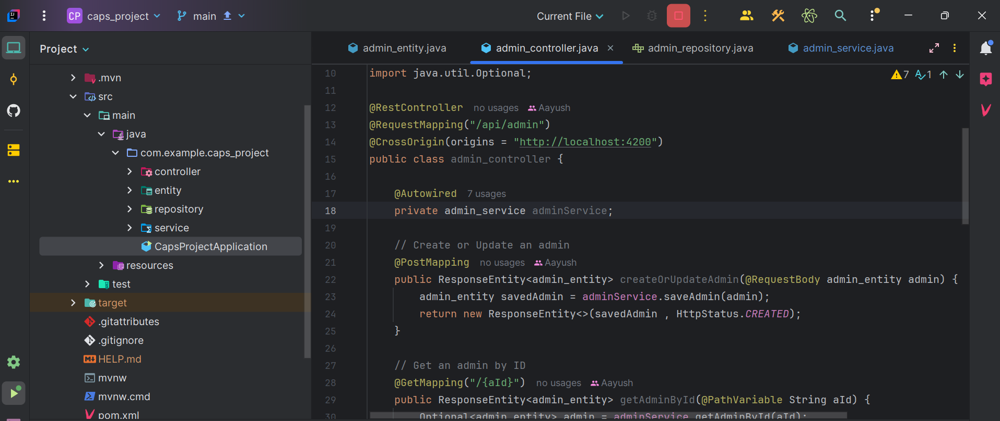 CP caps_project main Current File
Project
admin_entity.java admin_controller.java admin_repository.java admin_service.java
.mvn
src
main
java
com.example.caps_project
controller
entity
repository
service
CapsProjectApplication
resources
test
target
.gitattributes
.gitignore
HELP.md
mvnw
mvnw.cmd
pom.xml
7 1
10 import java.util.Optional;
11
12 @RestController no usages Aayush
13 @RequestMapping("/api/admin")
14 @CrossOrigin(origins = "http://localhost:4200")
15 public class admin_controller {
16
17 @Autowired 7 usages
18 private admin_service adminService;
19
20 // Create or Update an admin
21 @PostMapping no usages Aayush
22 public ResponseEntity<admin_entity> createOrUpdateAdmin(@RequestBody admin_entity admin) {
23 admin_entity savedAdmin = adminService.saveAdmin(admin);
24 return new ResponseEntity<>(savedAdmin , HttpStatus.CREATED);
25 }
26
27 // Get an admin by ID
28 @GetMapping("/{aId}") no usages Aayush
29 public ResponseEntity<admin_entity> getAdminById(@PathVariable String aId) {
30 Optional<admin_entity> admin = adminService.getAdminById(aId);